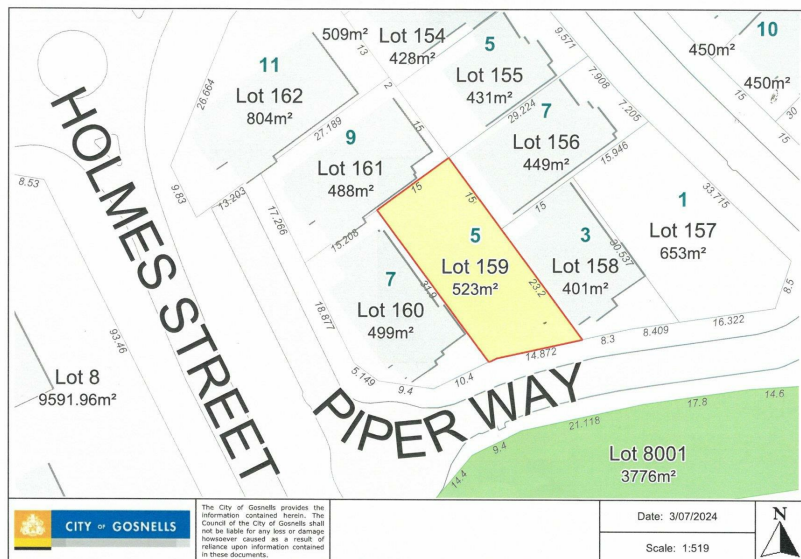 509m²
Lot 154
428m²
13
2
5
Lot 155
431m²
9.571
7.908
7.205
450m²
10
450m²
15
30
15
15
11
Lot 162
804m²
26.664
27.189
9
Lot 161
488m²
15
29.224
7
Lot 156
449m²
15.946
8.53
9.83
13.203
17.266
15.208
15
15
15
33.715
1
Lot 157
653m²
8.5
5
Lot 159
523m²
23.2
3
Lot 158
401m²
30.537
7
Lot 160
499m²
31.9
18.877
5.149
9.4
10.4
14.872
8.3
8.409
16.322
HOLMES STREET
93.46
Lot 8
9591.96m²
PIPER WAY
14.4
9.4
21.118
17.8
14.6
Lot 8001
3776m²
CITY OF GOSNELLS
The City of Gosnells provides the
information contained herein. The
Council of the City of Gosnells shall
not be liable for any loss or damage
howsoever caused as a result of
reliance upon information contained
in these documents.
Date: 3/07/2024
Scale: 1:519
N